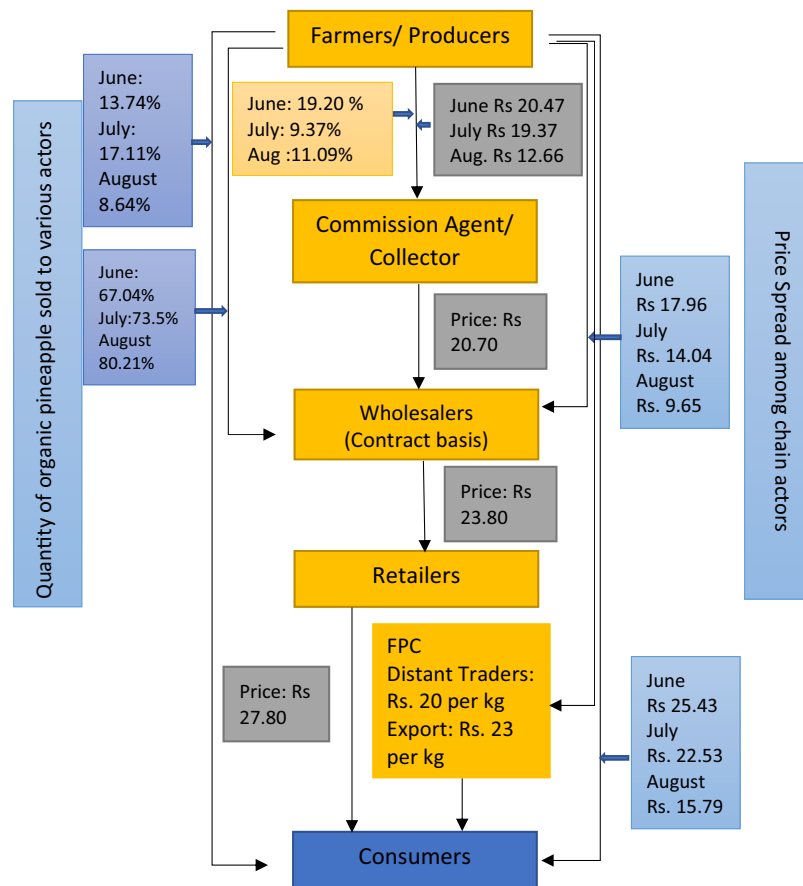 Farmers/ Producers
June:
13.74%
July:
17.11%
August
8.64%
June: 19.20 %
July: 9.37%
Aug :11.09%
June Rs 20.47
July Rs 19.37
Aug. Rs 12.66
Quantity of organic pineapple sold to various actors
Price Spread among chain actors
Commission Agent/
Collector
June:
67.04%
July:73.5%
August
80.21%
June
Rs 17.96
July
Rs. 14.04
August
Rs. 9.65
Price: Rs
20.70
Wholesalers
(Contract basis)
Price: Rs
23.80
Retailers
FPC
Distant Traders:
Rs. 20 per kg
Export: Rs. 23
per kg
Price: Rs
27.80
June
Rs 25.43
July
Rs. 22.53
August
Rs. 15.79
Consumers